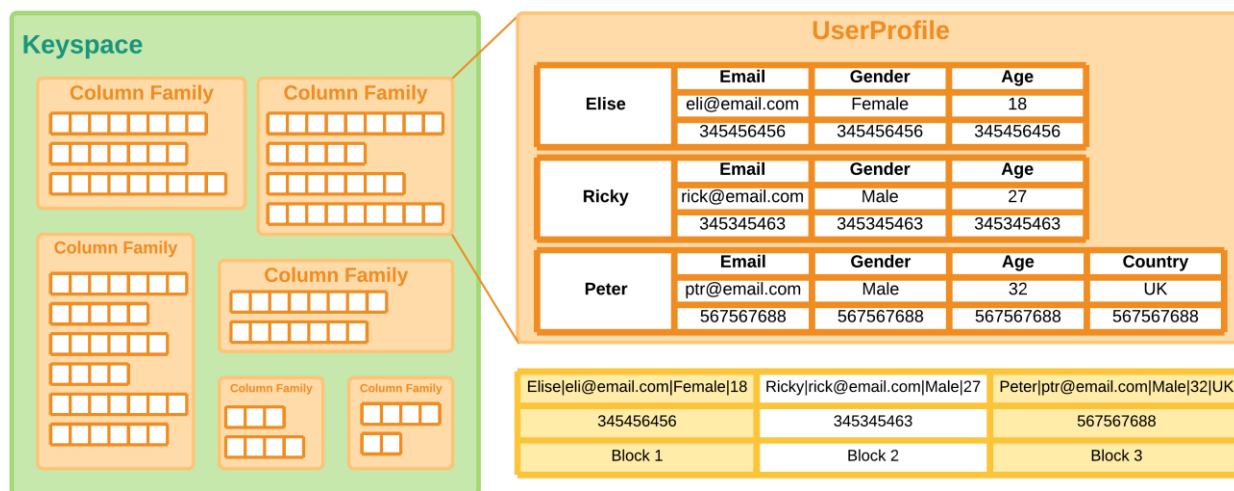 Keyspace
Column Family
Column Family
Column Family
Column Family
Column Family
Column Family
UserProfile
Email Gender Age
Elise eli@email.com Female 18
345456456 345456456 345456456
Email Gender Age
Ricky rick@email.com Male 27
345345463 345345463 345345463
Email Gender Age Country
Peter ptr@email.com Male 32 UK
567567688 567567688 567567688 567567688
Elise|eli@email.com|Female|18 Ricky|rick@email.com|Male|27 Peter|ptr@email.com|Male|32|UK
345456456 345345463 567567688
Block 1 Block 2 Block 3